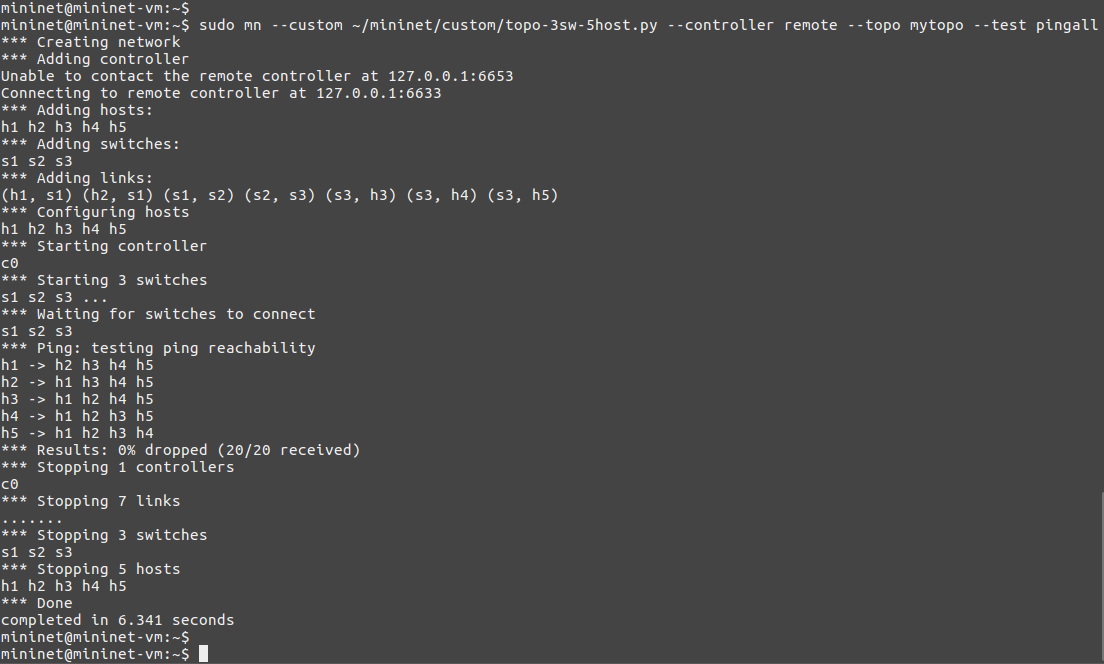 mininet@mininet-vm:~$
mininet@mininet-vm:~$ sudo mn --custom ~/mininet/custom/topo-3sw-5host.py --controller remote --topo mytopo --test pingall
*** Creating network
*** Adding controller
Unable to contact the remote controller at 127.0.0.1:6653
Connecting to remote controller at 127.0.0.1:6633
*** Adding hosts:
h1 h2 h3 h4 h5
*** Adding switches:
s1 s2 s3
*** Adding links:
(h1, s1) (h2, s1) (s1, s2) (s2, s3) (s3, h3) (s3, h4) (s3, h5)
*** Configuring hosts
h1 h2 h3 h4 h5
*** Starting controller
c0
*** Starting 3 switches
s1 s2 s3 ...
*** Waiting for switches to connect
s1 s2 s3
*** Ping: testing ping reachability
h1 -> h2 h3 h4 h5
h2 -> h1 h3 h4 h5
h3 -> h1 h2 h4 h5
h4 -> h1 h2 h3 h5
h5 -> h1 h2 h3 h4
*** Results: 0% dropped (20/20 received)
*** Stopping 1 controllers
c0
*** Stopping 7 links
.......
*** Stopping 3 switches
s1 s2 s3
*** Stopping 5 hosts
h1 h2 h3 h4 h5
*** Done
completed in 6.341 seconds
mininet@mininet-vm:~$
mininet@mininet-vm:~$